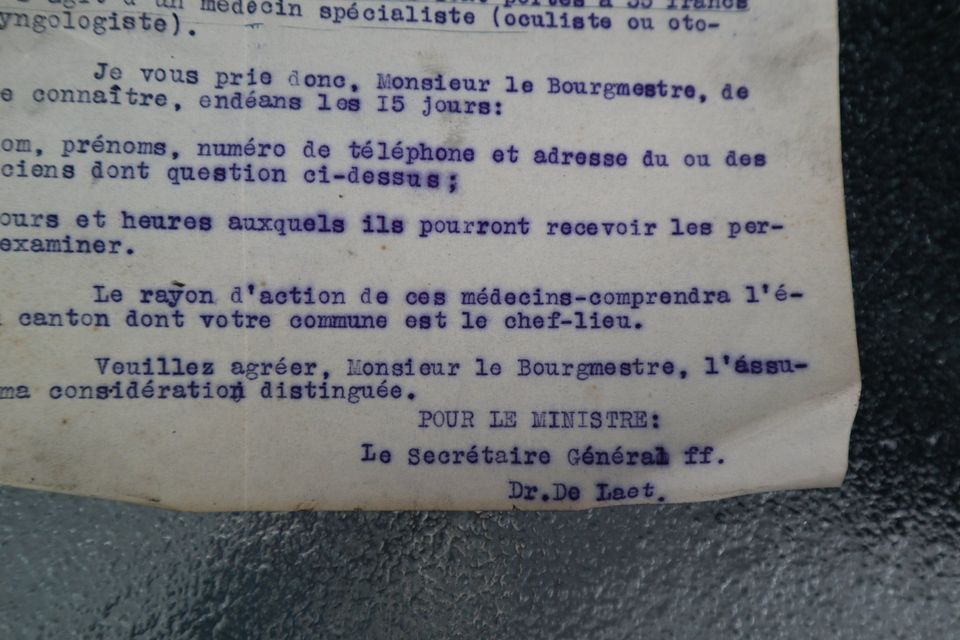 agit d'un médecin spécialiste (oculiste ou oto-
yngologiste).
Je vous prie donc, Monsieur le Bourgmestre, de
e connaître, endéans les 15 jours:
om, prénoms, numéro de téléphone et adresse du ou des
ciens dont question ci-dessus;
ours et heures auxquels ils pourront recevoir les per-
examiner.
Le rayon d'action de ces médecins-comprendra l'é-
canton dont votre commune est le chef-lieu.
Veuillez agréer, Monsieur le Bourgmestre, l'ássu-
ma considération distinguée.
POUR LE MINISTRE:
Le Secrétaire Général ff.
Dr.De Laet.